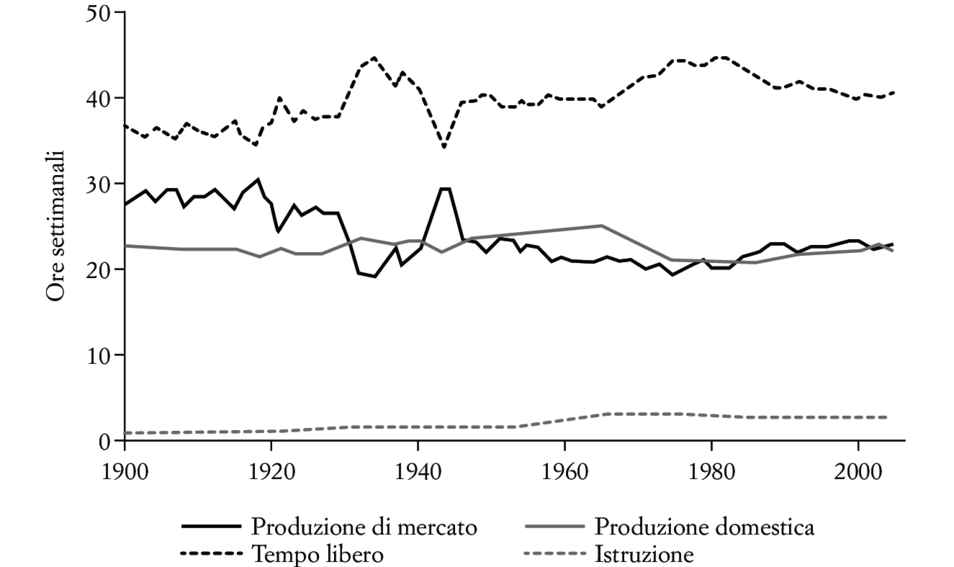 50
40
30
20
10
0
Ore settimanali
1900 1920 1940 1960 1980 2000
Produzione di mercato Produzione domestica
Tempo libero Istruzione